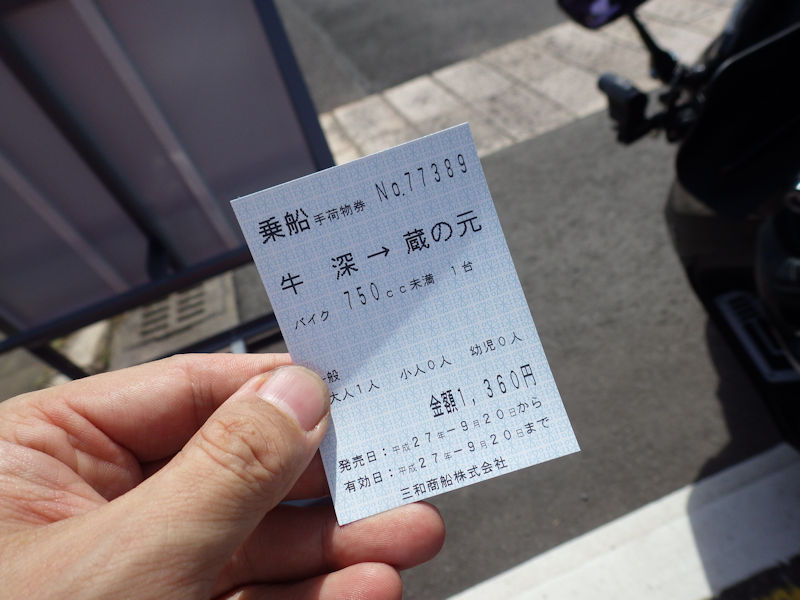 乗船手荷物券 No.77389
牛 深→蔵の元
バイク 750cc未満 1台
般
大人1人 小人0人 幼児0人
金額1,360円
発売日:平成27年-9月20日から
有効日:平成27年-9月20日まで
三和商船株式会社